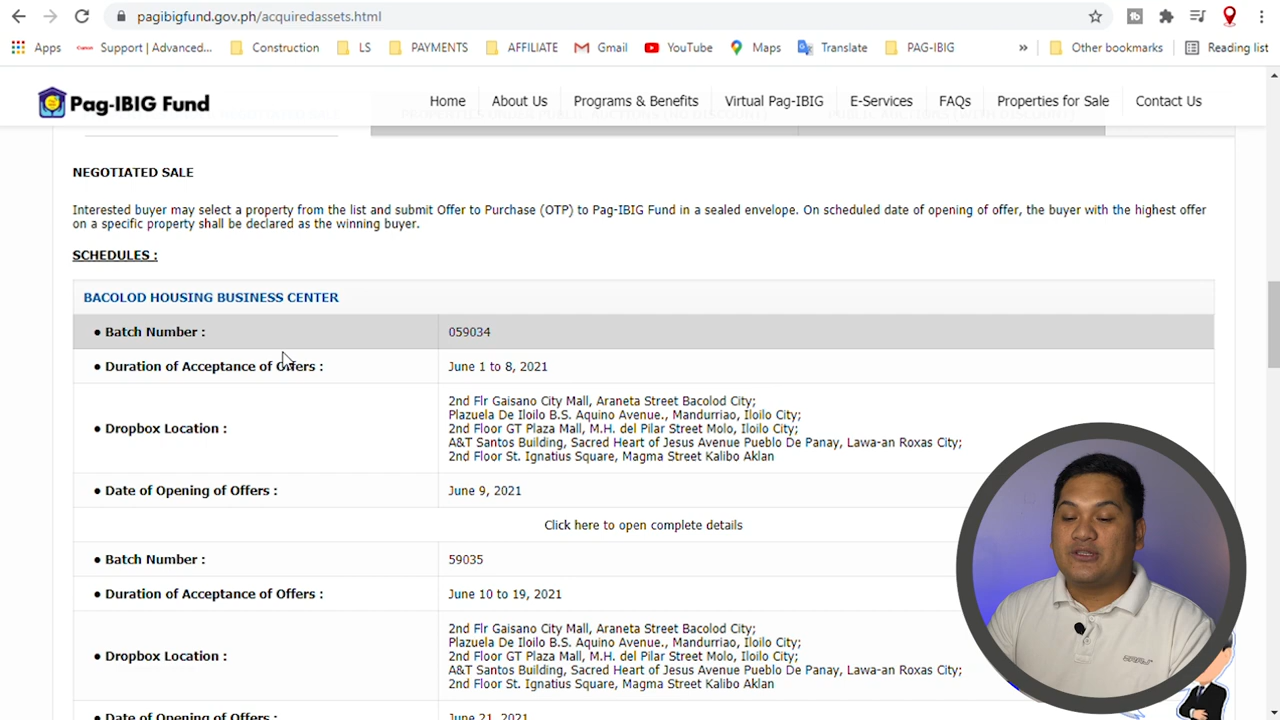 pagibigfund.gov.ph/acquiredassets.html
Apps Support | Advanced... Construction LS PAYMENTS AFFILIATE Gmail YouTube Maps Translate PAG-IBIG » Other bookmarks Reading list
Pag-IBIG Fund Home About Us Programs & Benefits Virtual Pag-IBIG E-Services FAQs Properties for Sale Contact Us
NEGOTIATED SALE
Interested buyer may select a property from the list and submit Offer to Purchase (OTP) to Pag-IBIG Fund in a sealed envelope. On scheduled date of opening of offer, the buyer with the highest offer
on a specific property shall be declared as the winning buyer.
SCHEDULES :
BACOLOD HOUSING BUSINESS CENTER
● Batch Number : 059034
● Duration of Acceptance of Offers : June 1 to 8, 2021
● Dropbox Location :
2nd Flr Gaisano City Mall, Araneta Street Bacolod City;
Plazuela De Iloilo B.S. Aquino Avenue., Mandurriao, Iloilo City;
2nd Floor GT Plaza Mall, M.H. del Pilar Street Molo, Iloilo City;
A&T Santos Building, Sacred Heart of Jesus Avenue Pueblo De Panay, Lawa-an Roxas City;
2nd Floor St. Ignatius Square, Magma Street Kalibo Aklan
● Date of Opening of Offers : June 9, 2021
Click here to open complete details
● Batch Number : 59035
● Duration of Acceptance of Offers : June 10 to 19, 2021
● Dropbox Location :
2nd Flr Gaisano City Mall, Araneta Street Bacolod City;
Plazuela De Iloilo B.S. Aquino Avenue., Mandurriao, Iloilo City;
2nd Floor GT Plaza Mall, M.H. del Pilar Street Molo, Iloilo City;
A&T Santos Building, Sacred Heart of Jesus Avenue Pueblo De Panay, Lawa-an Roxas City;
2nd Floor St. Ignatius Square, Magma Street Kalibo Aklan
● Date of Opening of Offers : June 21, 2021